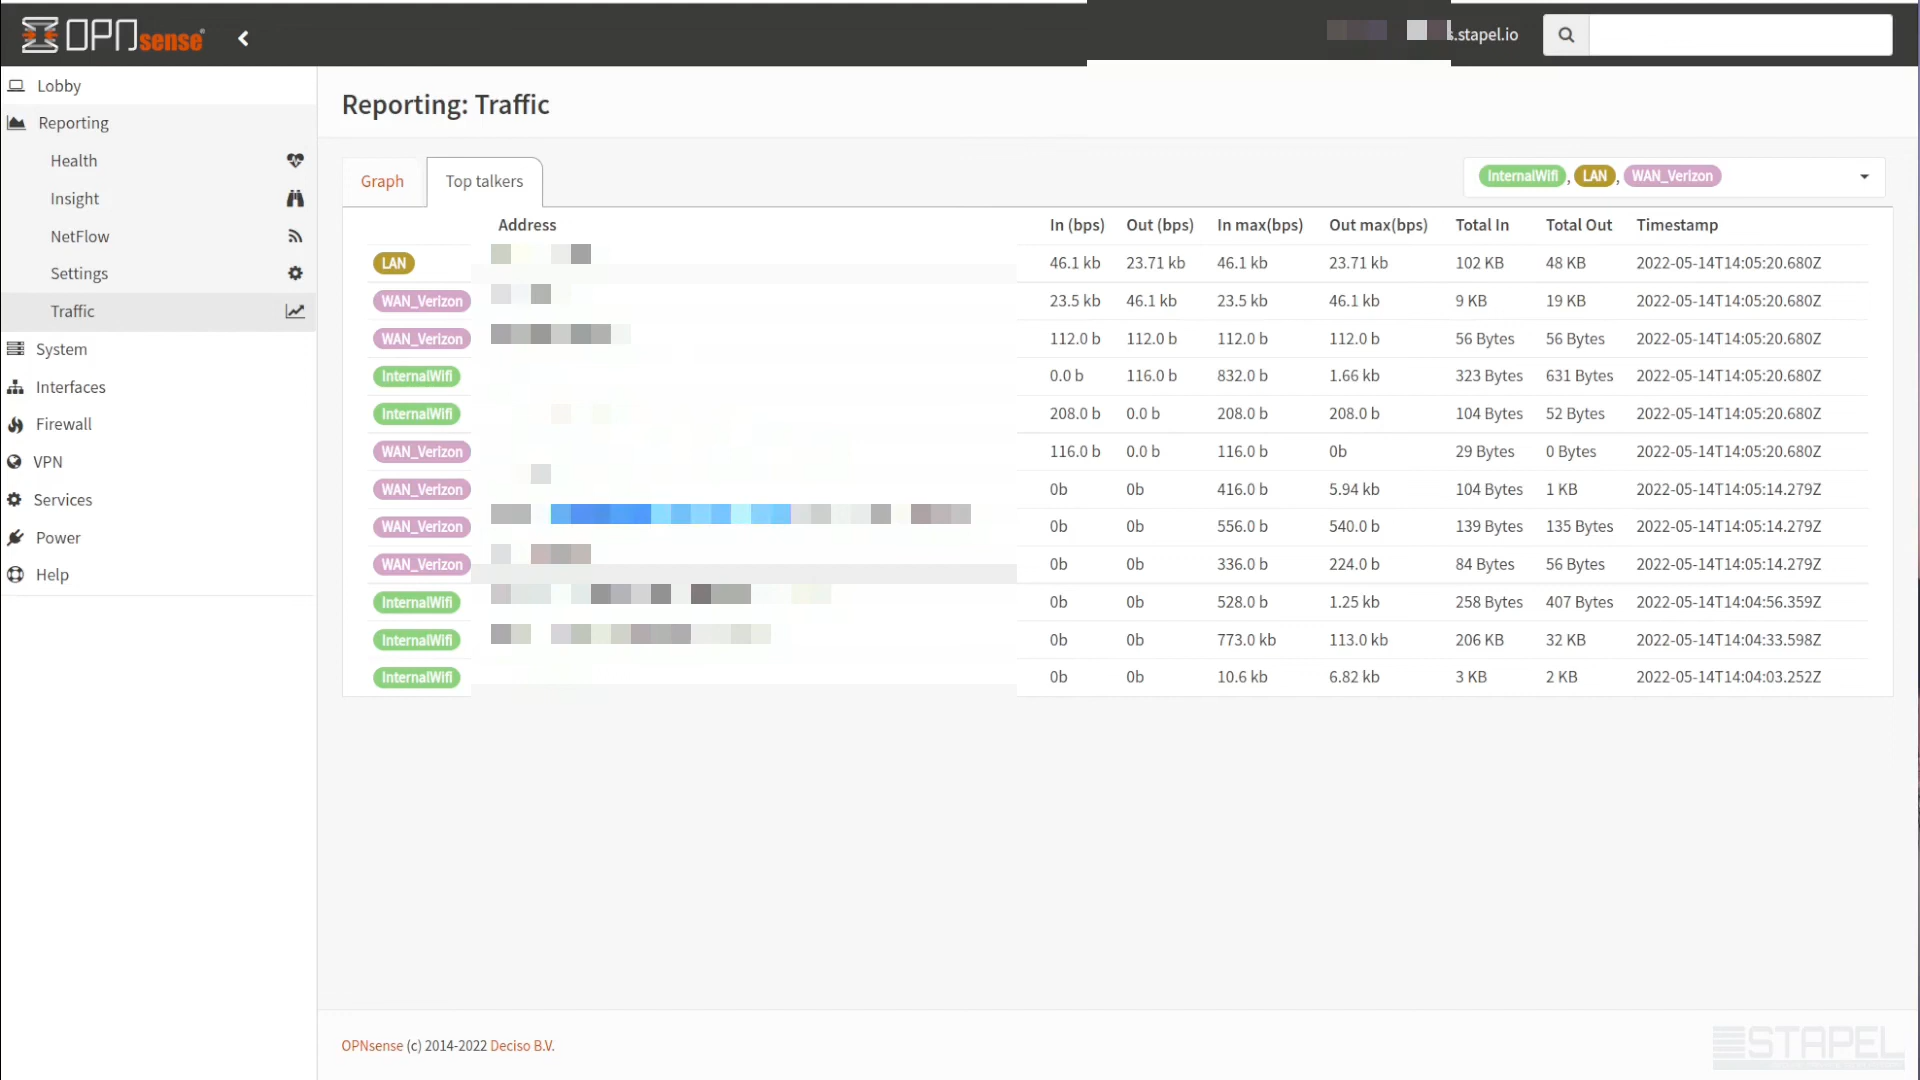 OPNsense®
s.stapel.io
Lobby
Reporting
Health
Insight
NetFlow
Settings
Traffic
System
Interfaces
Firewall
VPN
Services
Power
Help
Reporting: Traffic
Graph Top talkers InternalWifi, LAN, WAN_Verizon
Address In (bps) Out (bps) In max(bps) Out max(bps) Total In Total Out Timestamp
LAN 46.1 kb 23.71 kb 46.1 kb 23.71 kb 102 KB 48 KB 2022-05-14T14:05:20.680Z
WAN_Verizon 23.5 kb 46.1 kb 23.5 kb 46.1 kb 9 KB 19 KB 2022-05-14T14:05:20.680Z
WAN_Verizon 112.0 b 112.0 b 112.0 b 112.0 b 56 Bytes 56 Bytes 2022-05-14T14:05:20.680Z
InternalWifi 0.0 b 116.0 b 832.0 b 1.66 kb 323 Bytes 631 Bytes 2022-05-14T14:05:20.680Z
InternalWifi 208.0 b 0.0 b 208.0 b 208.0 b 104 Bytes 52 Bytes 2022-05-14T14:05:20.680Z
WAN_Verizon 116.0 b 0.0 b 116.0 b 0b 29 Bytes 0 Bytes 2022-05-14T14:05:20.680Z
WAN_Verizon 0b 0b 416.0 b 5.94 kb 104 Bytes 1 KB 2022-05-14T14:05:14.279Z
WAN_Verizon 0b 0b 556.0 b 540.0 b 139 Bytes 135 Bytes 2022-05-14T14:05:14.279Z
WAN_Verizon 0b 0b 336.0 b 224.0 b 84 Bytes 56 Bytes 2022-05-14T14:05:14.279Z
InternalWifi 0b 0b 528.0 b 1.25 kb 258 Bytes 407 Bytes 2022-05-14T14:04:56.359Z
InternalWifi 0b 0b 773.0 kb 113.0 kb 206 KB 32 KB 2022-05-14T14:04:33.598Z
InternalWifi 0b 0b 10.6 kb 6.82 kb 3 KB 2 KB 2022-05-14T14:04:03.252Z
OPNsense (c) 2014-2022 Deciso B.V.
STAPEL